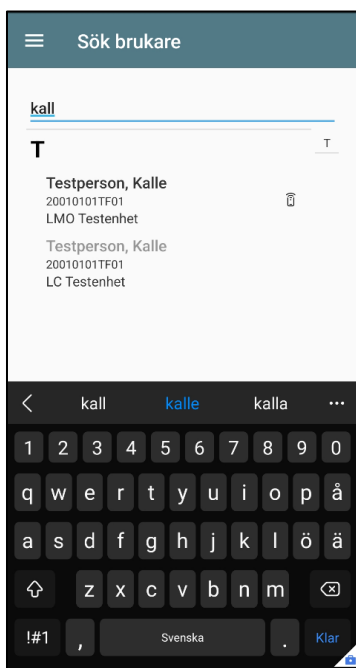 Sök brukare
kall
T
T
Testperson, Kalle
20010101TF01
LMO Testenhet
Testperson, Kalle
20010101TF01
LC Testenhet
kall kalle kalla
1 2 3 4 5 6 7 8 9 0
q w e r t y u i o p å
a s d f g h j k l ö ä
z x c v b n m
!#1 , Svenska . Klar